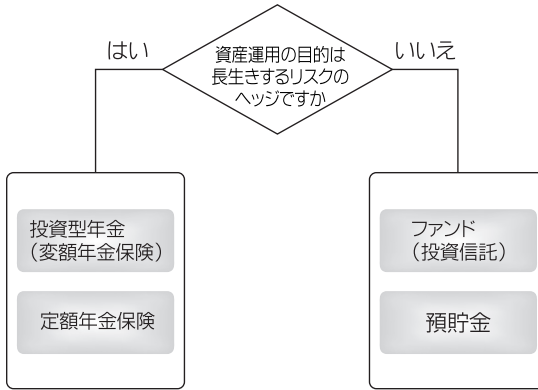 はい
資産運用の目的は
長生きするリスクの
ヘッジですか
いいえ
投資型年金
（変額年金保険）
定額年金保険
ファンド
（投資信託）
預貯金